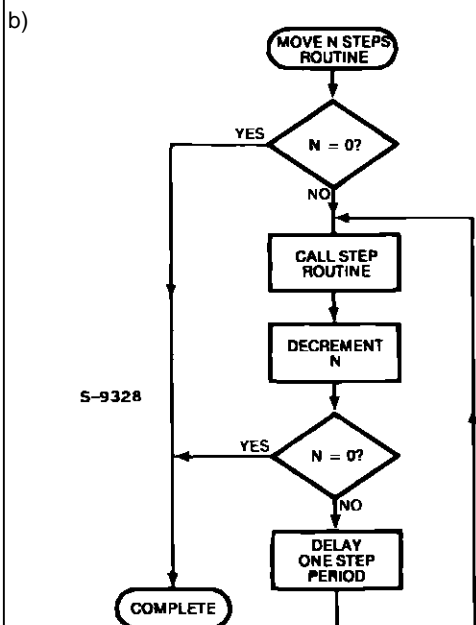 b)
MOVE N STEPS
ROUTINE
YES
N = 0?
NO
CALL STEP
ROUTINE
DECREMENT
N
S-9328
YES
N = 0?
NO
DELAY
ONE STEP
PERIOD
COMPLETE